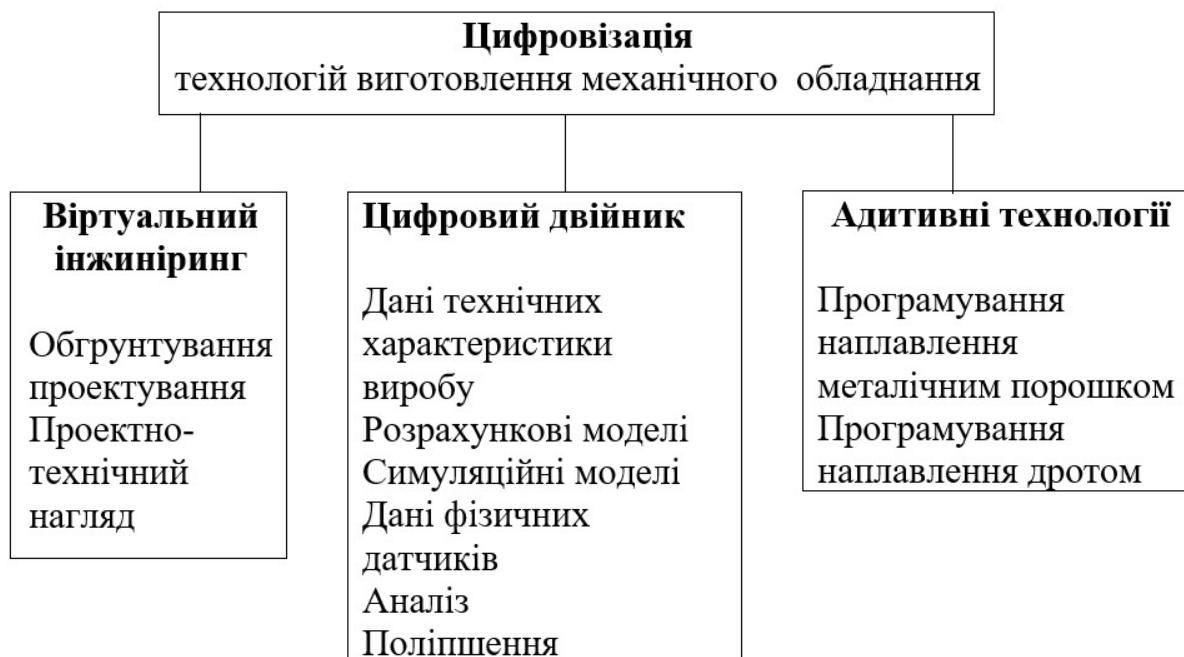 Цифровізація
технологій виготовлення механічного обладнання
Віртуальний
інжиніринг
Обгрунтування
проектування
Проектно-
технічний
нагляд
Цифровий двійник
Дані технічних
характеристики
виробу
Розрахункові моделі
Симуляційні моделі
Дані фізичних
датчиків
Аналіз
Поліпшення
Адитивні технології
Програмування
наплавлення
металічним порошком
Програмування
наплавлення дротом